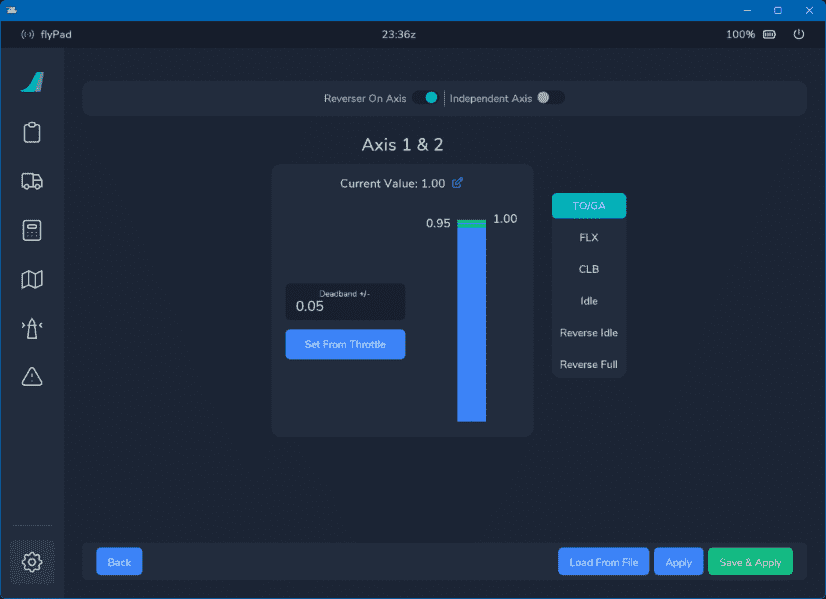 flyPad
23:36z
100%
Reverser On Axis
Independent Axis
Axis 1 & 2
Current Value: 1.00
0.95
1.00
TO/GA
FLX
CLB
Idle
Reverse Idle
Reverse Full
Deadband +/-
0.05
Set From Throttle
Back
Load From File
Apply
Save & Apply